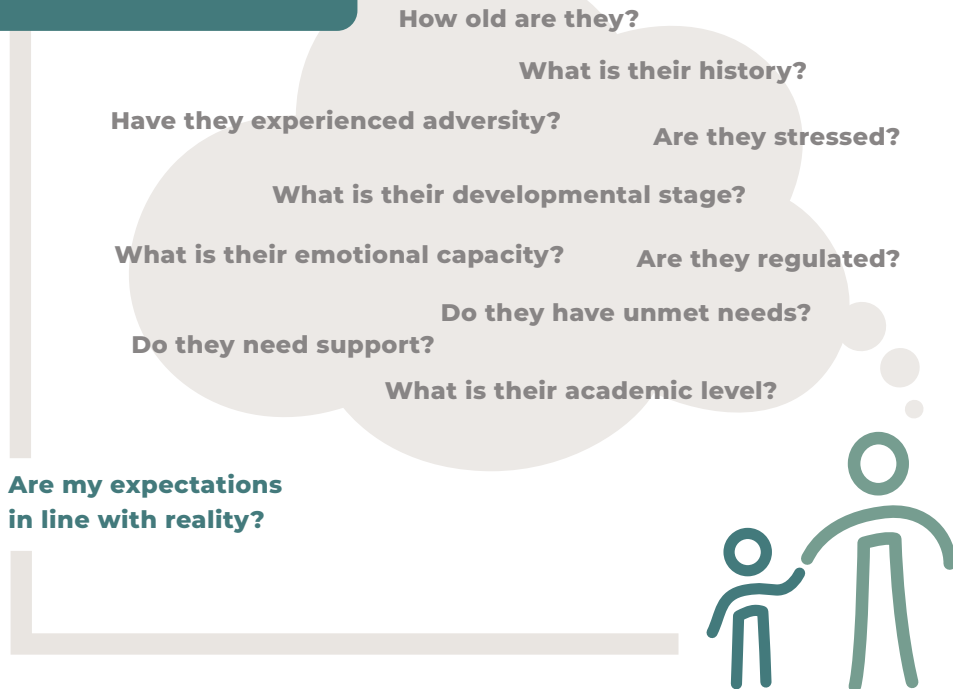 How old are they?
What is their history?
Have they experienced adversity?
Are they stressed?
What is their developmental stage?
What is their emotional capacity?
Are they regulated?
Do they have unmet needs?
Do they need support?
What is their academic level?
Are my expectations
in line with reality?